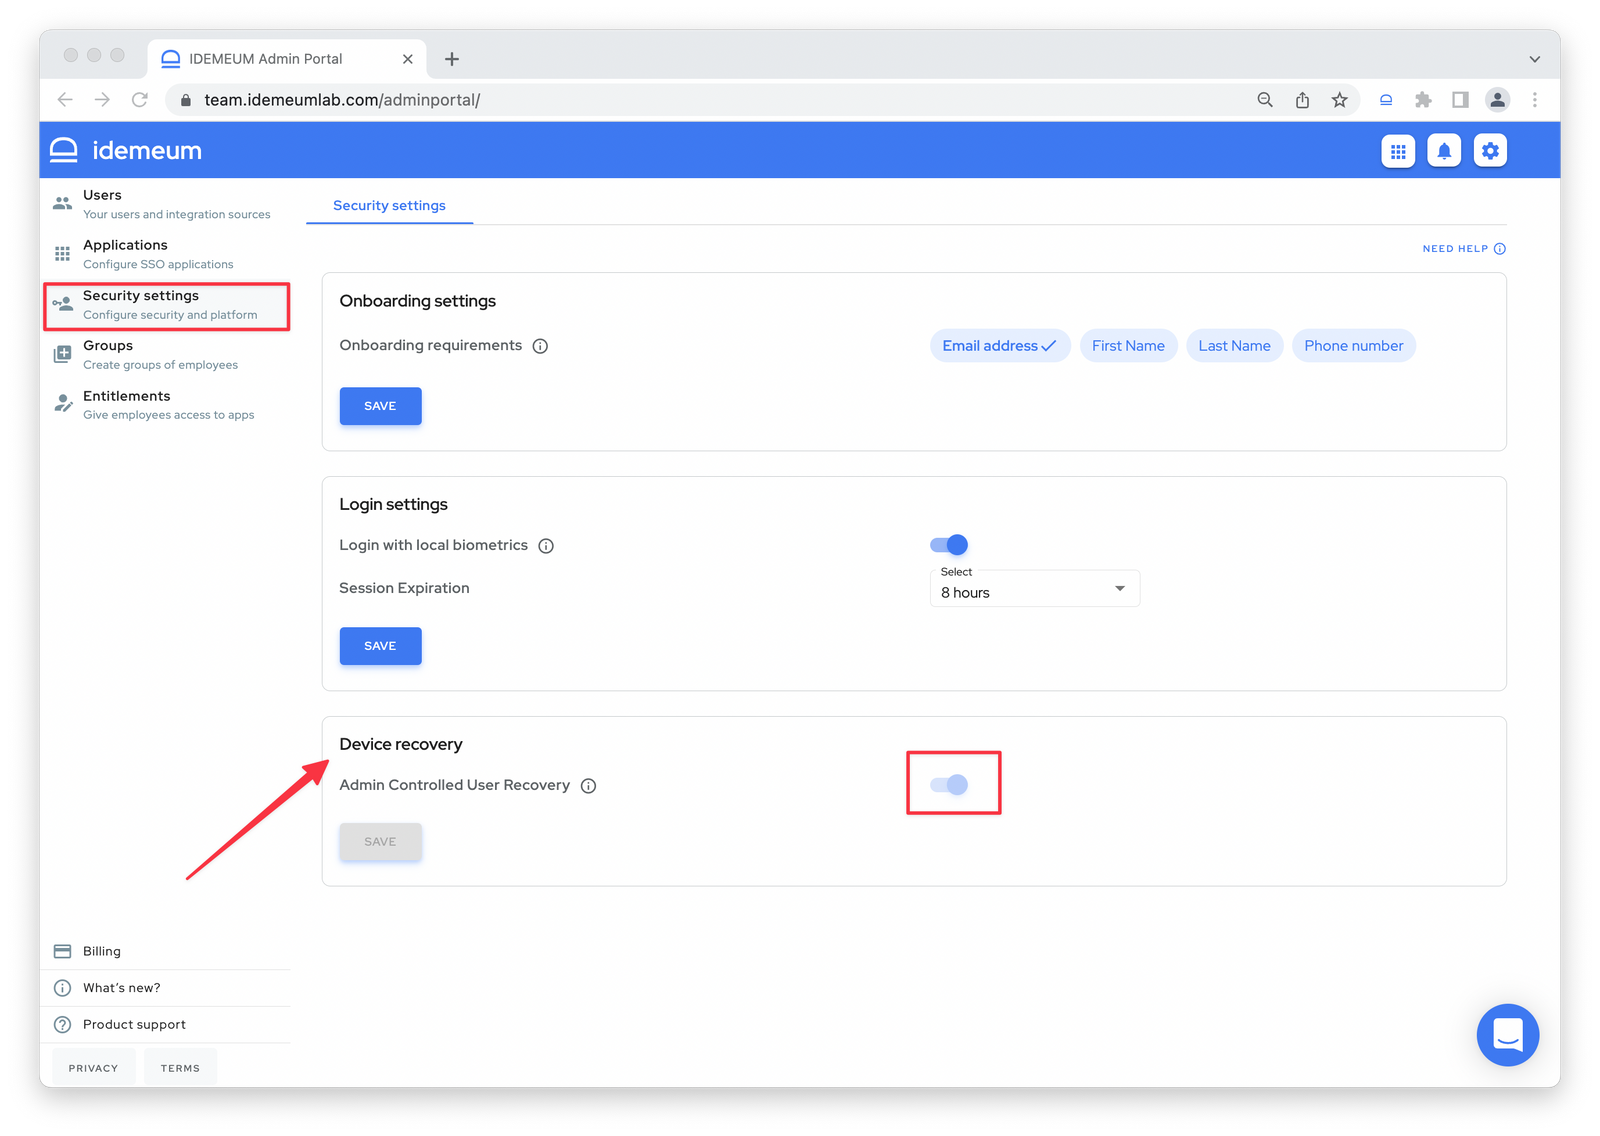 IDEMEUM Admin Portal
team.idemeumlab.com/adminportal/
idemeum
Users
Your users and integration sources
Applications
Configure SSO applications
Security settings
Configure security and platform
Groups
Create groups of employees
Entitlements
Give employees access to apps
Billing
What's new?
Product support
PRIVACY TERMS
Security settings
NEED HELP
Onboarding settings
Onboarding requirements Email address First Name Last Name Phone number
SAVE
Login settings
Login with local biometrics
Select
Session Expiration 8 hours
SAVE
Device recovery
Admin Controlled User Recovery
SAVE